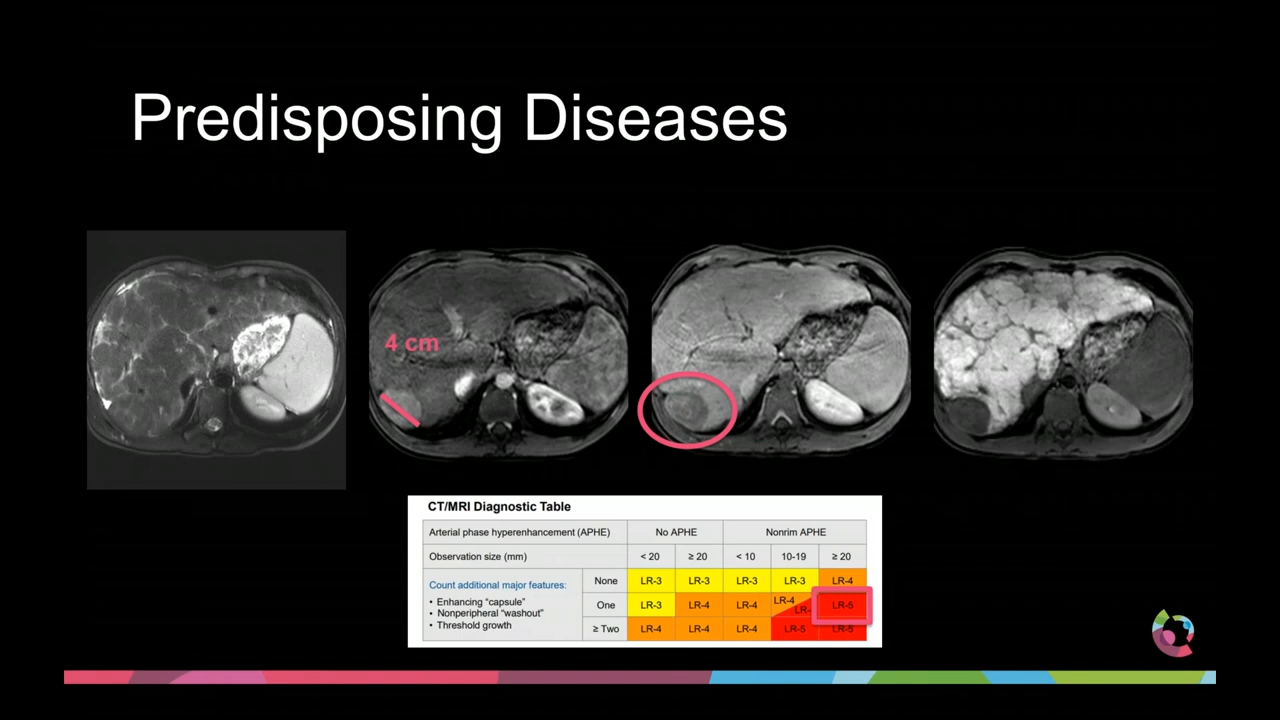 Predisposing Diseases
4 cm
CT/MRI Diagnostic Table
Arterial phase hyperenhancement (APHE) No APHE Nonrim APHE
Observation size (mm) < 20 ≥ 20 < 10 10-19 ≥ 20
Count additional major features:
• Enhancing “capsule”
• Nonperipheral “washout”
• Threshold growth
None LR-3 LR-3 LR-3 LR-3 LR-4
One LR-3 LR-4 LR-4 LR-4 LR- LR-5
≥ Two LR-4 LR-4 LR-4 LR-5 LR-5